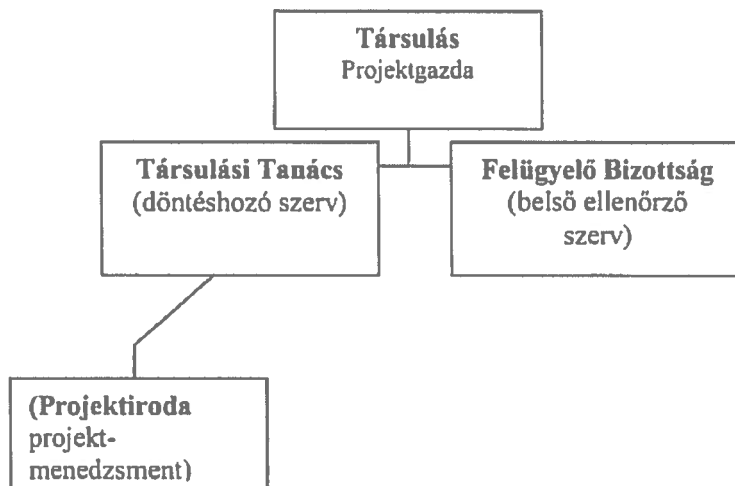 Társulás
Projektgazda
Társulási Tanács
(döntéshozó szerv)
Felügyelő Bizottság
(belső ellenőrző
szerv)
(Projektiroda
projekt-
menedzsment)